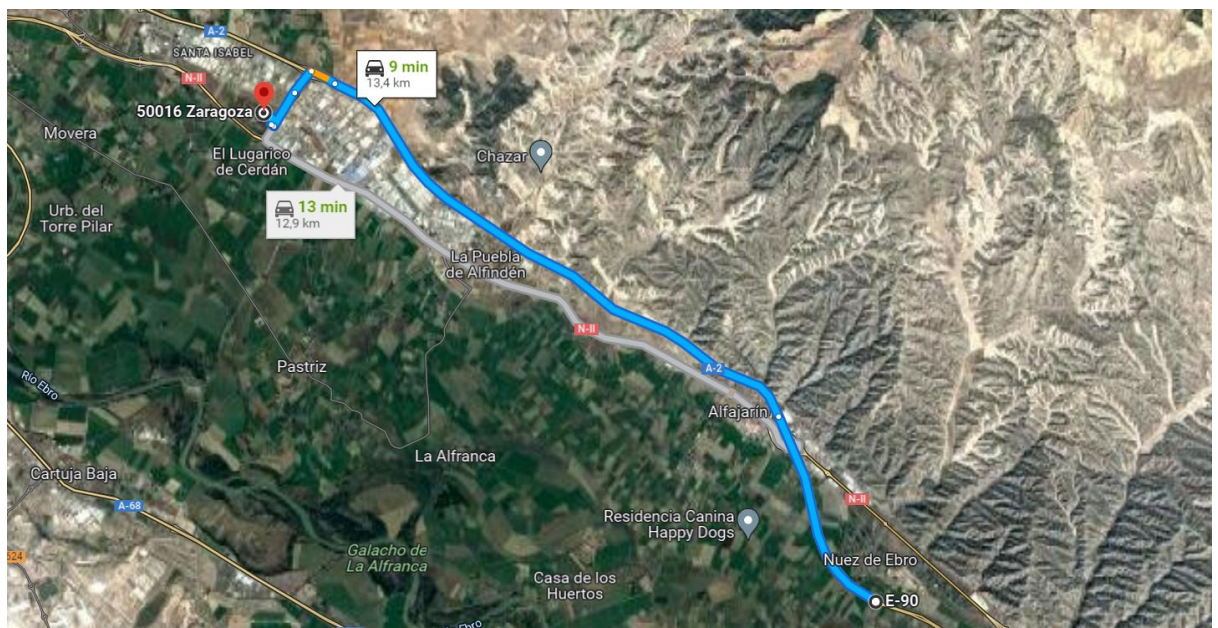 A-2
SANTA ISABEL
N-II
9 min
13,4 km
50016 Zaragoza
Movera
El Lugarico
de Cerdán
Chazar
13 min
12,9 km
Urb. del
Torre Pilar
La Puebla
de Alfindén
N-II
Pastriz
A-2
Río Ebro
Alfajarín
La Alfranca
Cartuja Baja
N-II
A-68
Residencia Canina
Happy Dogs
524
Galacho de
La Alfranca
Nuez de Ebro
Casa de los
Huertos
E-90
Ebro